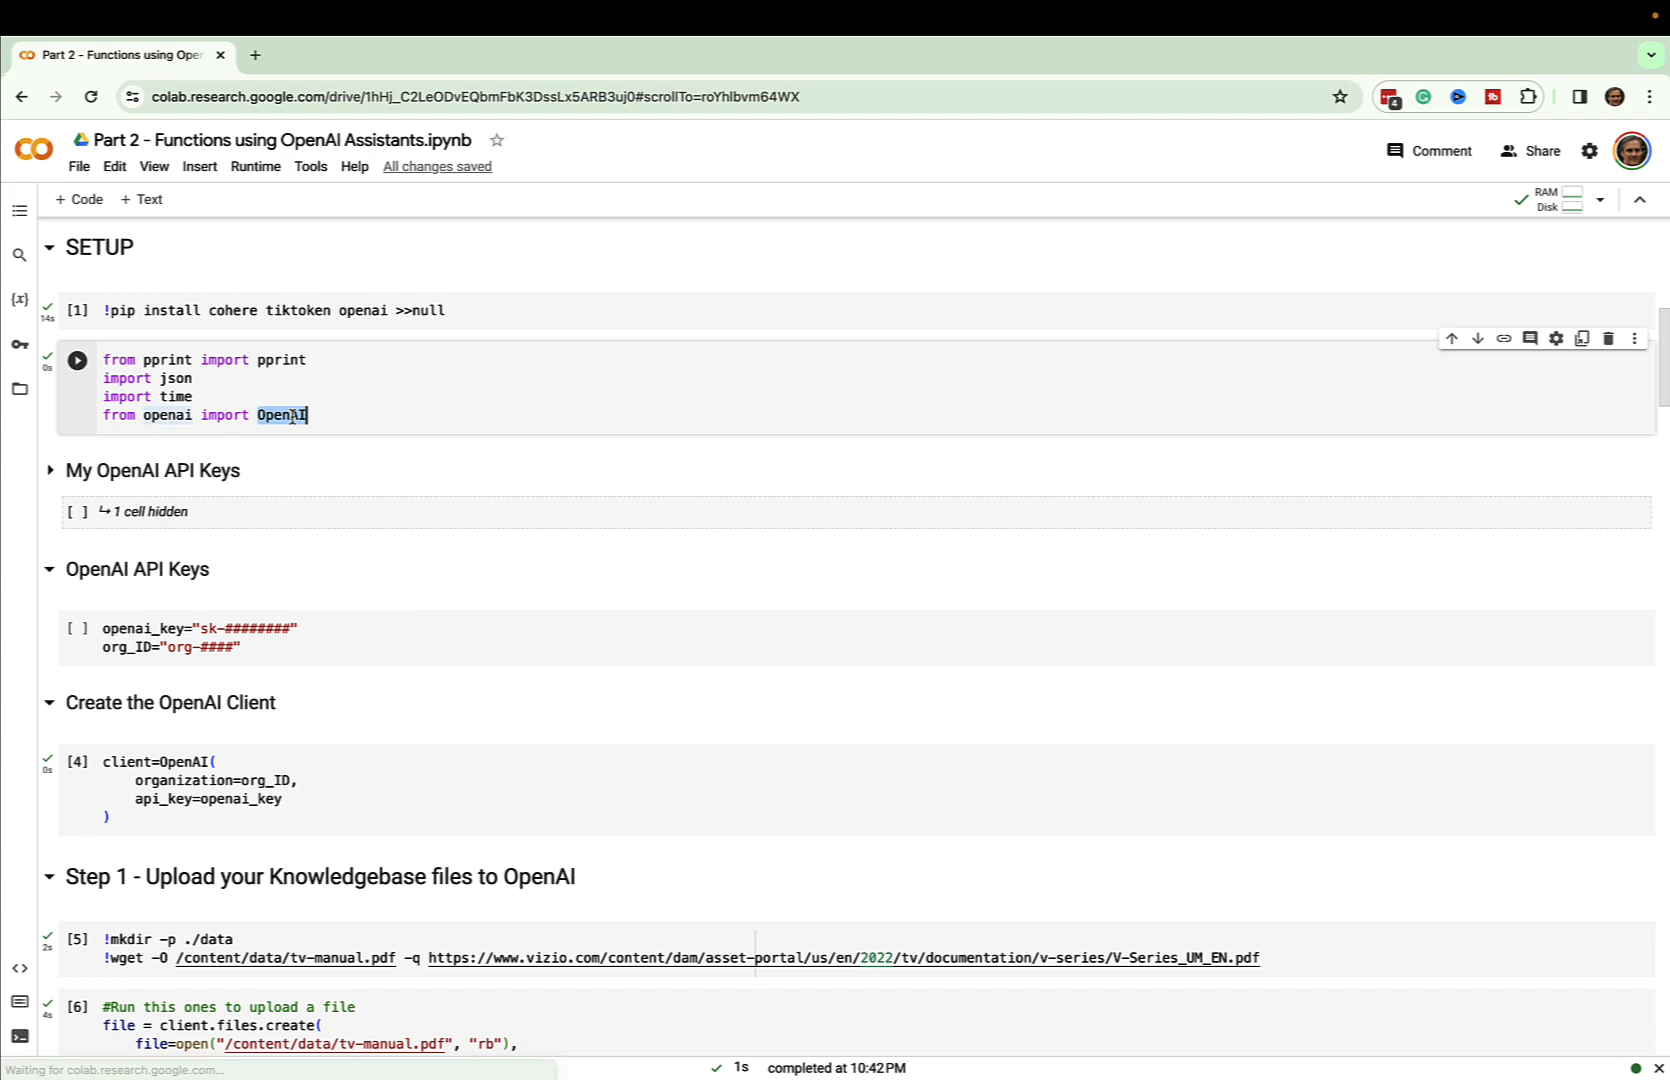 Part 2 - Functions using Oper
colab.research.google.com/drive/1hHj_C2LeODvEQbmFbK3DssLx5ARB3uj0#scrollTo=roYhlbvm64WX
4
Part 2 - Functions using OpenAI Assistants.ipynb
Comment
Share
File Edit View Insert Runtime Tools Help All changes saved
+ Code + Text
RAM
Disk
SETUP
14s
[1] !pip install cohere tiktoken openai >>null
0s
from pprint import pprint
import json
import time
from openai import OpenAI
My OpenAI API Keys
[ ] ↳ 1 cell hidden
OpenAI API Keys
[ ] openai_key="sk-########"
org_ID="org-####"
Create the OpenAI Client
0s
[4] client=OpenAI(
organization=org_ID,
api_key=openai_key
)
Step 1 - Upload your Knowledgebase files to OpenAI
2s
[5] !mkdir -p ./data
!wget -O /content/data/tv-manual.pdf -q https://www.vizio.com/content/dam/asset-portal/us/en/2022/tv/documentation/v-series/V-Series_UM_EN.pdf
4s
[6] #Run this ones to upload a file
file = client.files.create(
file=open("/content/data/tv-manual.pdf", "rb"),
Waiting for colab.research.google.com...
1s completed at 10:42 PM